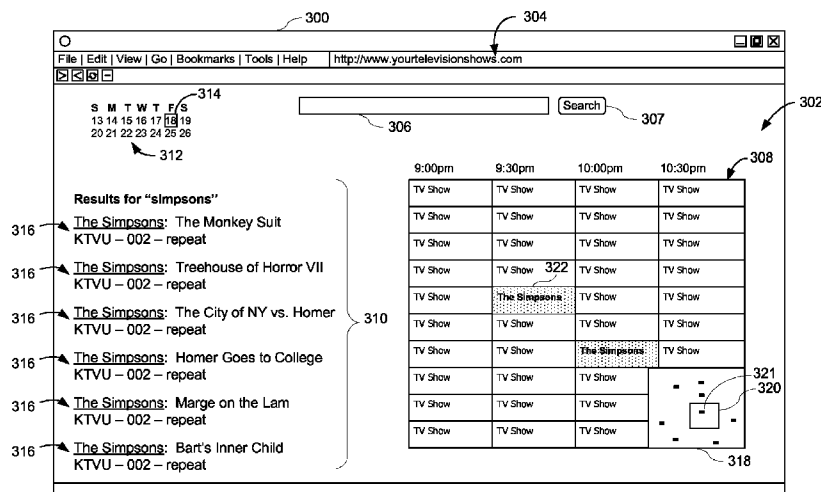 300
304
File | Edit | View | Go | Bookmarks | Tools | Help http://www.yourtelevisionshows.com
S M T W T F S
13 14 15 16 17 18 19
20 21 22 23 24 25 26
314
312
Search
306
307
302
308
9:00pm 9:30pm 10:00pm 10:30pm
TV Show TV Show TV Show TV Show
TV Show TV Show TV Show TV Show
TV Show TV Show TV Show TV Show
TV Show TV Show TV Show TV Show
322
TV Show The Simpsons TV Show TV Show
TV Show TV Show TV Show TV Show
TV Show TV Show The Simpsons TV Show
TV Show TV Show TV Show
TV Show TV Show TV Show
TV Show TV Show TV Show
321
320
318
Results for "simpsons"
316 The Simpsons: The Monkey Suit
KTVU – 002 – repeat
316 The Simpsons: Treehouse of Horror VII
KTVU – 002 – repeat
316 The Simpsons: The City of NY vs. Homer
KTVU – 002 – repeat
310
316 The Simpsons: Homer Goes to College
KTVU – 002 – repeat
316 The Simpsons: Marge on the Lam
KTVU – 002 – repeat
316 The Simpsons: Bart's Inner Child
KTVU – 002 – repeat